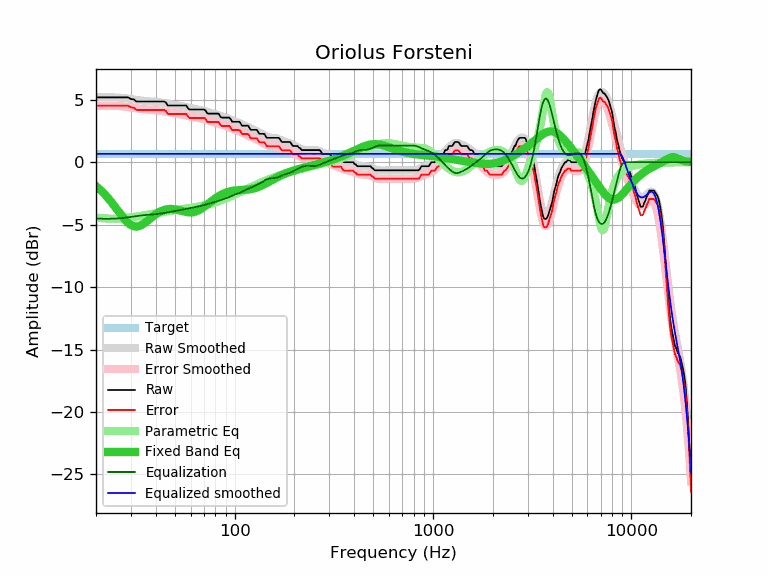 Oriolus Forsteni
Amplitude (dBr)
5
0
−5
−10
−15
−20
−25
Target
Raw Smoothed
Error Smoothed
Raw
Error
Parametric Eq
Fixed Band Eq
Equalization
Equalized smoothed
100
1000
10000
Frequency (Hz)